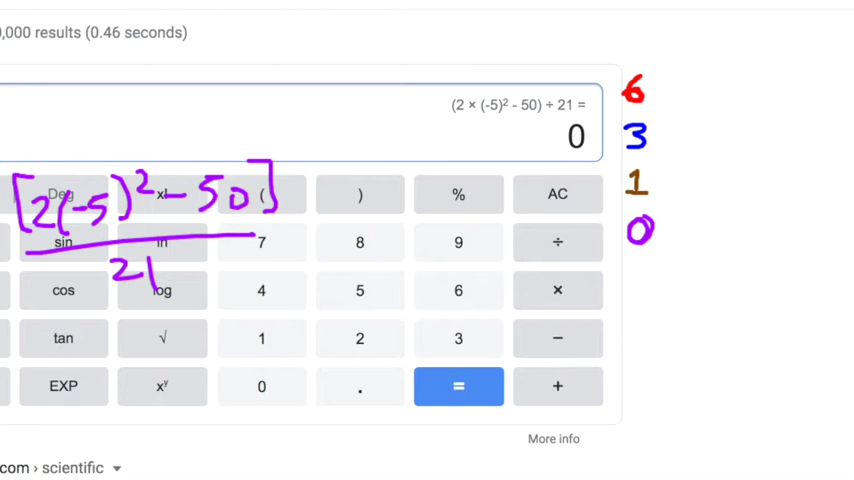 ,000 results (0.46 seconds)
(2 × (-5)² - 50) ÷ 21 =
0
6
3
1
0
[2(-5)² - 50]
21
Deg x! ( ) % AC
sin ln 7 8 9 ÷
cos log 4 5 6 ×
tan √ 1 2 3 −
EXP xʸ 0 . = +
More info
com › scientific